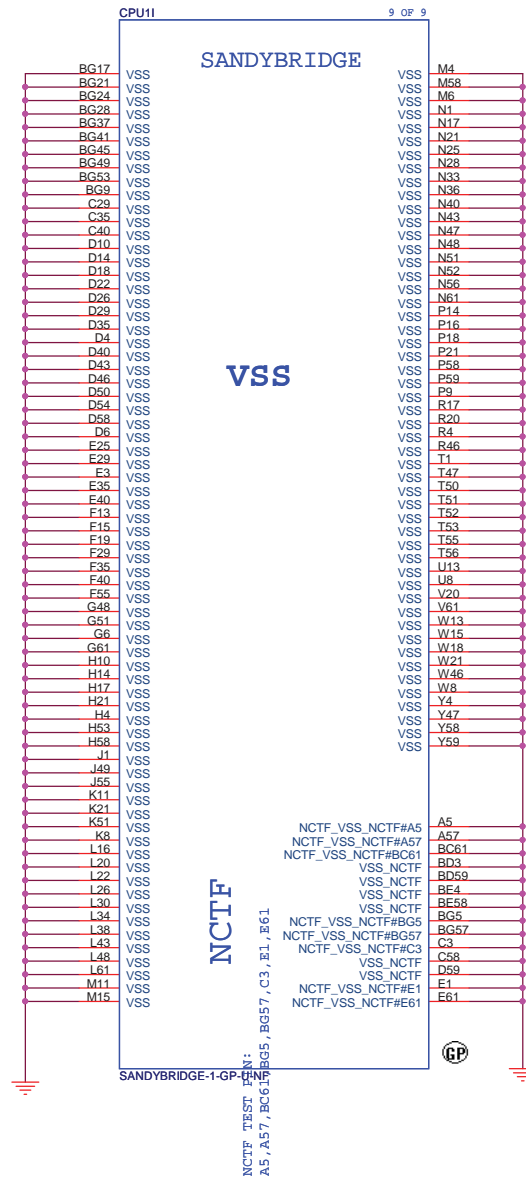 CPU1I
9 OF 9
SANDYBRIDGE
BG17 VSS
BG21 VSS
BG24 VSS
BG28 VSS
BG37 VSS
BG41 VSS
BG45 VSS
BG49 VSS
BG53 VSS
BG9 VSS
C29 VSS
C35 VSS
C40 VSS
D10 VSS
D14 VSS
D18 VSS
D22 VSS
D26 VSS
D29 VSS
D35 VSS
D4 VSS
D40 VSS
D43 VSS
D46 VSS
D50 VSS
D54 VSS
D58 VSS
D6 VSS
E25 VSS
E29 VSS
E3 VSS
E35 VSS
E40 VSS
F13 VSS
F15 VSS
F19 VSS
F29 VSS
F35 VSS
F40 VSS
F55 VSS
G48 VSS
G51 VSS
G6 VSS
G61 VSS
H10 VSS
H14 VSS
H17 VSS
H21 VSS
H4 VSS
H53 VSS
H58 VSS
J1 VSS
J49 VSS
J55 VSS
K11 VSS
K21 VSS
K51 VSS
K8 VSS
L16 VSS
L20 VSS
L22 VSS
L26 VSS
L30 VSS
L34 VSS
L38 VSS
L43 VSS
L48 VSS
L61 VSS
M11 VSS
M15 VSS
VSS
NCTF
VSS M4
VSS M58
VSS M6
VSS N1
VSS N17
VSS N21
VSS N25
VSS N28
VSS N33
VSS N36
VSS N40
VSS N43
VSS N47
VSS N48
VSS N51
VSS N52
VSS N56
VSS N61
VSS P14
VSS P16
VSS P18
VSS P21
VSS P58
VSS P59
VSS P9
VSS R17
VSS R20
VSS R4
VSS R46
VSS T1
VSS T47
VSS T50
VSS T51
VSS T52
VSS T53
VSS T55
VSS T56
VSS U13
VSS U8
VSS V20
VSS V61
VSS W13
VSS W15
VSS W18
VSS W21
VSS W46
VSS W8
VSS Y4
VSS Y47
VSS Y58
VSS Y59
NCTF_VSS_NCTF#A5 A5
NCTF_VSS_NCTF#A57 A57
NCTF_VSS_NCTF#BC61 BC61
VSS_NCTF BD3
VSS_NCTF BD59
VSS_NCTF BE4
VSS_NCTF BE58
NCTF_VSS_NCTF#BG5 BG5
NCTF_VSS_NCTF#BG57 BG57
NCTF_VSS_NCTF#C3 C3
VSS_NCTF C58
VSS_NCTF D59
NCTF_VSS_NCTF#E1 E1
NCTF_VSS_NCTF#E61 E61
GP
SANDYBRIDGE-1-GP-U-NF
NCTF TEST PIN:
A5,A57,BC61,BG5,BG57,C3,E1,E61